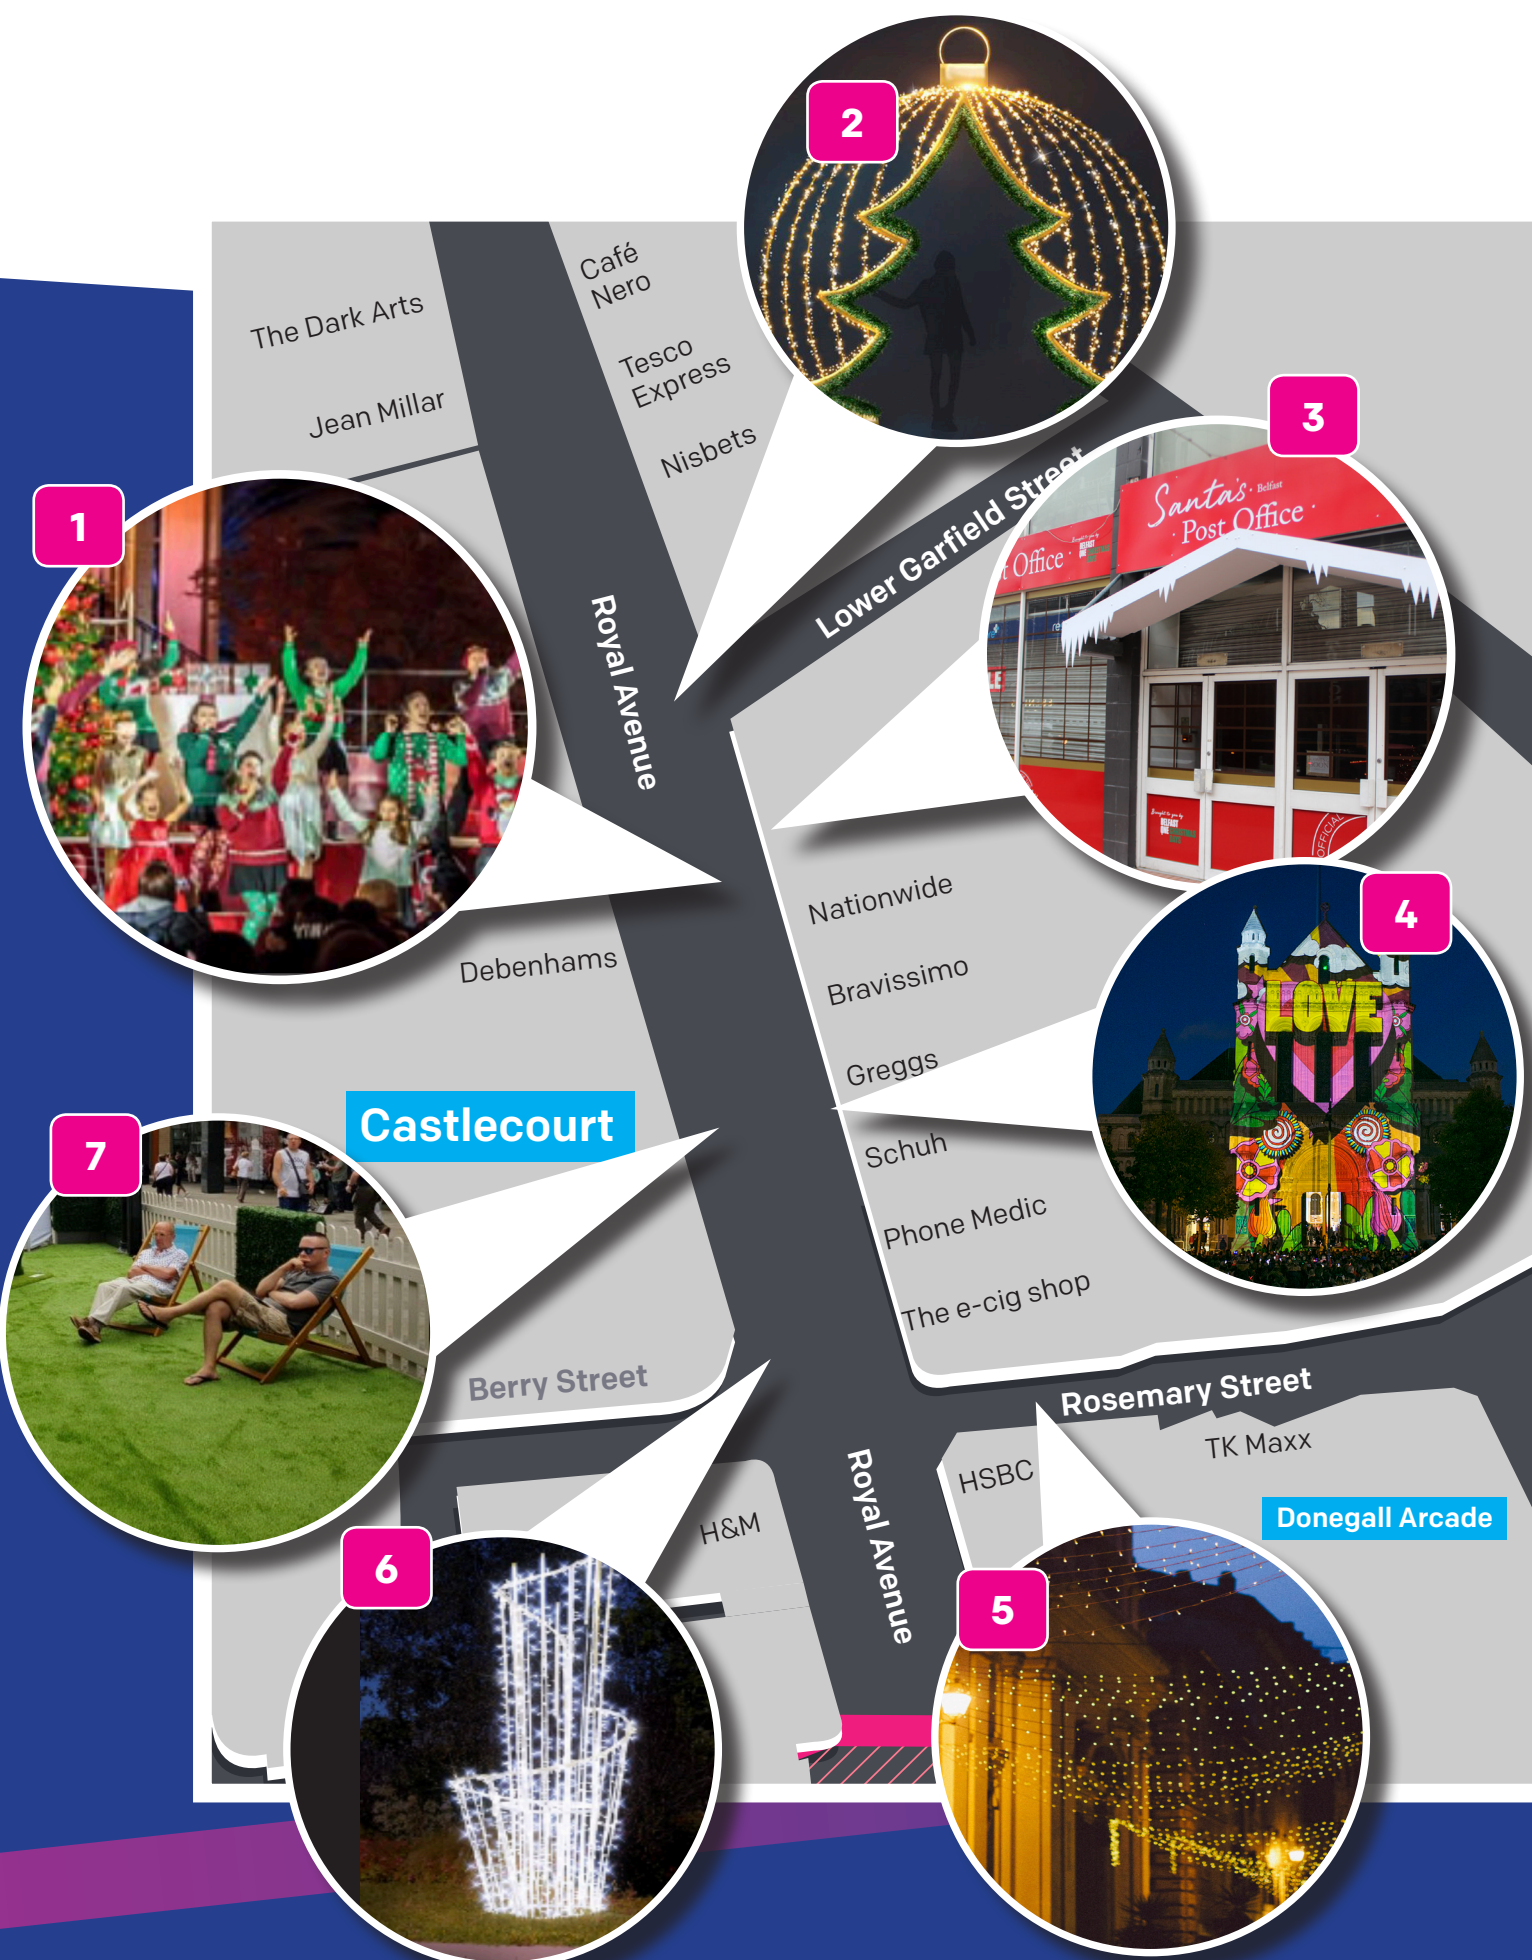 2
Café
Nero
The Dark Arts
Tesco
Express
Jean Millar
Nisbets
3
Santa's
Belfast
Post Office
t Office
1
Lower Garfield Street
Royal Avenue
Nationwide
4
LOVE
Debenhams
Bravissimo
Greggs
Castlecourt
7
Schuh
Phone Medic
The e-cig shop
Berry Street
Rosemary Street
TK Maxx
HSBC
Royal Avenue
Donegall Arcade
H&M
6
5